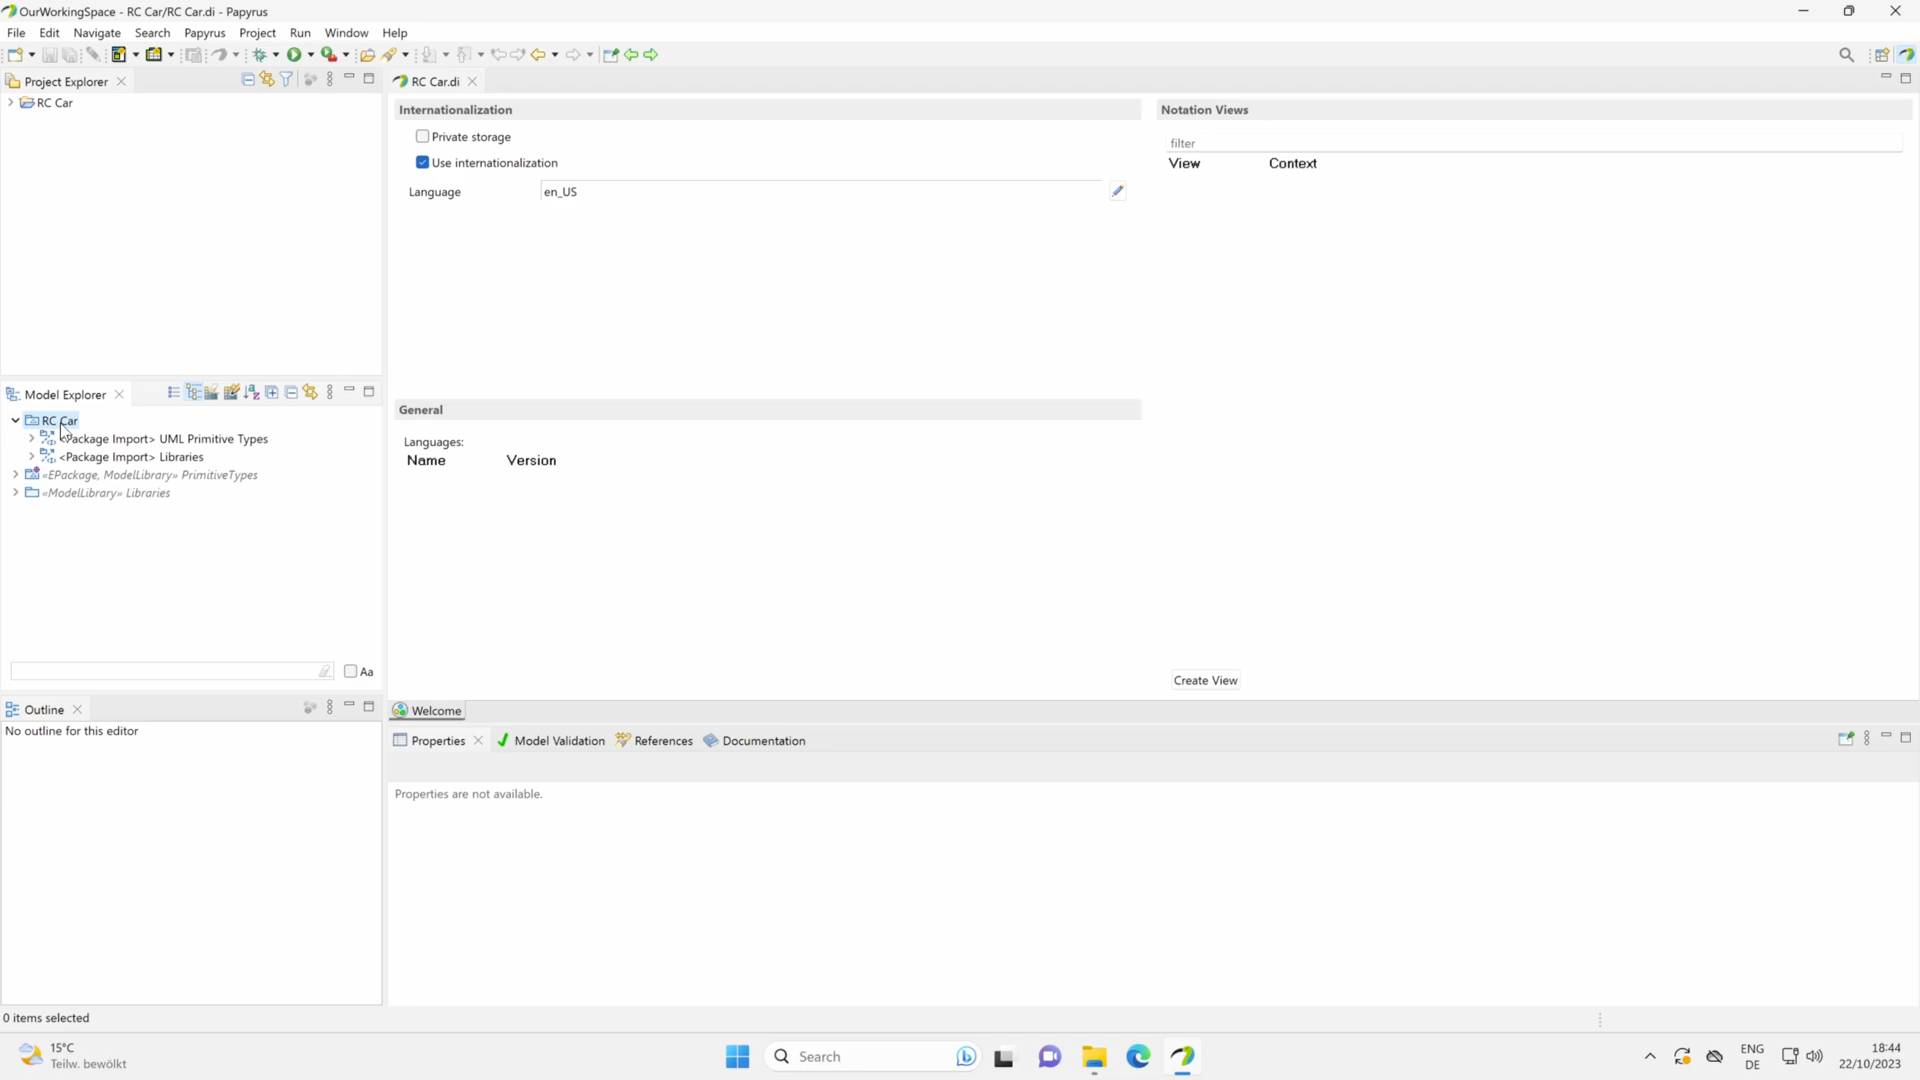 OurWorkingSpace - RC Car/RC Car.di - Papyrus
File Edit Navigate Search Papyrus Project Run Window Help
Project Explorer
RC Car
RC Car.di
Internationalization
Private storage
Use internationalization
Language en_US
Notation Views
filter
View Context
General
Languages:
Name Version
Create View
Welcome
Model Explorer
RC Car
<Package Import> UML Primitive Types
<Package Import> Libraries
«EPackage, ModelLibrary» PrimitiveTypes
«ModelLibrary» Libraries
Aa
Outline
No outline for this editor
Properties Model Validation References Documentation
Properties are not available.
0 items selected
15°C
Teilw. bewölkt
Search
ENG
DE
18:44
22/10/2023